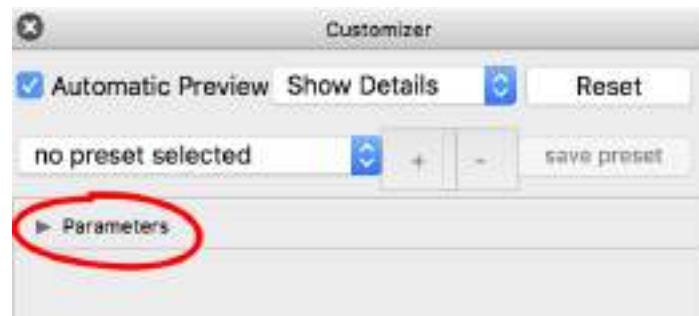 Customizer
Automatic Preview Show Details Reset
no preset selected + - save preset
Parameters